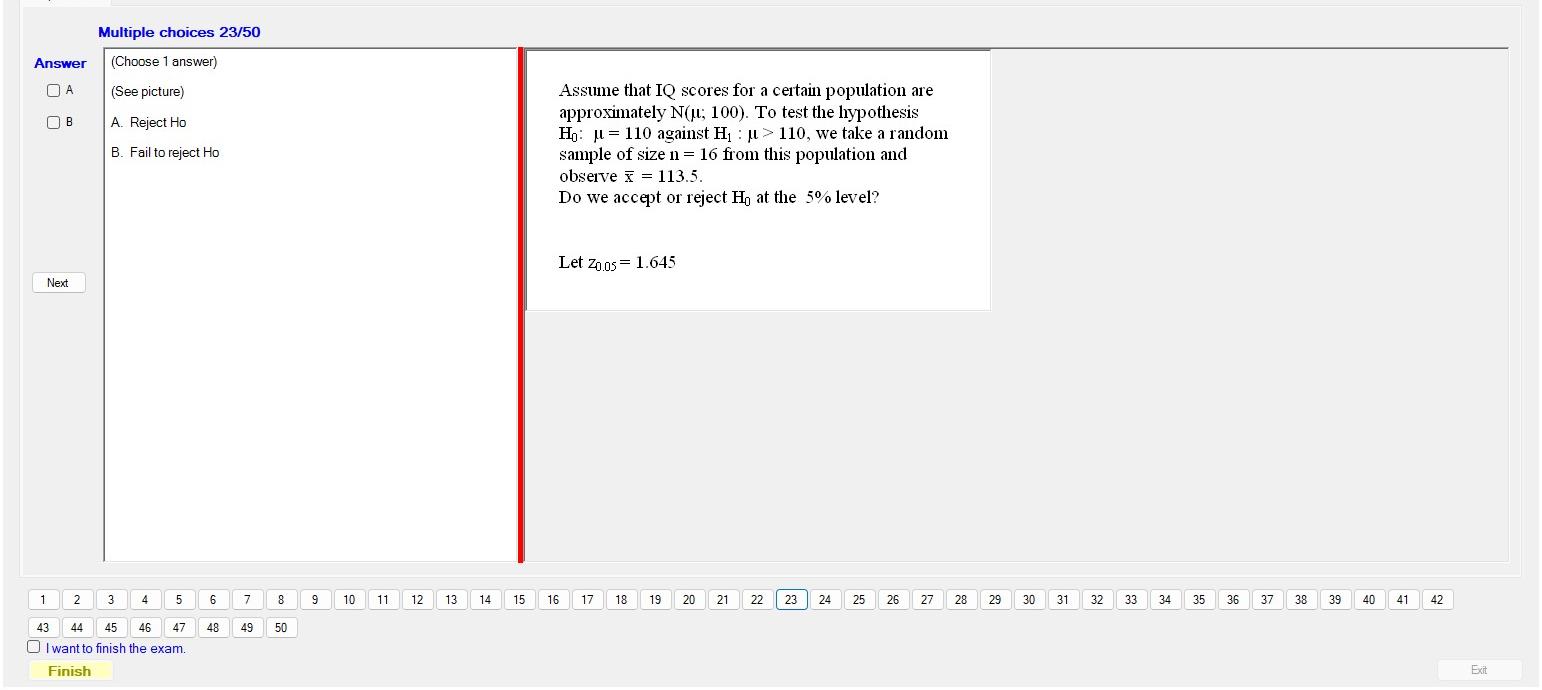 Multiple choices 23/50
Answer
A
B
Next
(Choose 1 answer)
(See picture)
A. Reject Ho
B. Fail to reject Ho
Assume that IQ scores for a certain population are
approximately N(μ; 100). To test the hypothesis
H₀: μ = 110 against H₁ : μ > 110, we take a random
sample of size n = 16 from this population and
observe x̅ = 113.5.
Do we accept or reject H₀ at the 5% level?
Let z₀.₀₅ = 1.645
1 2 3 4 5 6 7 8 9 10 11 12 13 14 15 16 17 18 19 20 21 22 23 24 25 26 27 28 29 30 31 32 33 34 35 36 37 38 39 40 41 42
43 44 45 46 47 48 49 50
I want to finish the exam.
Finish
Exit